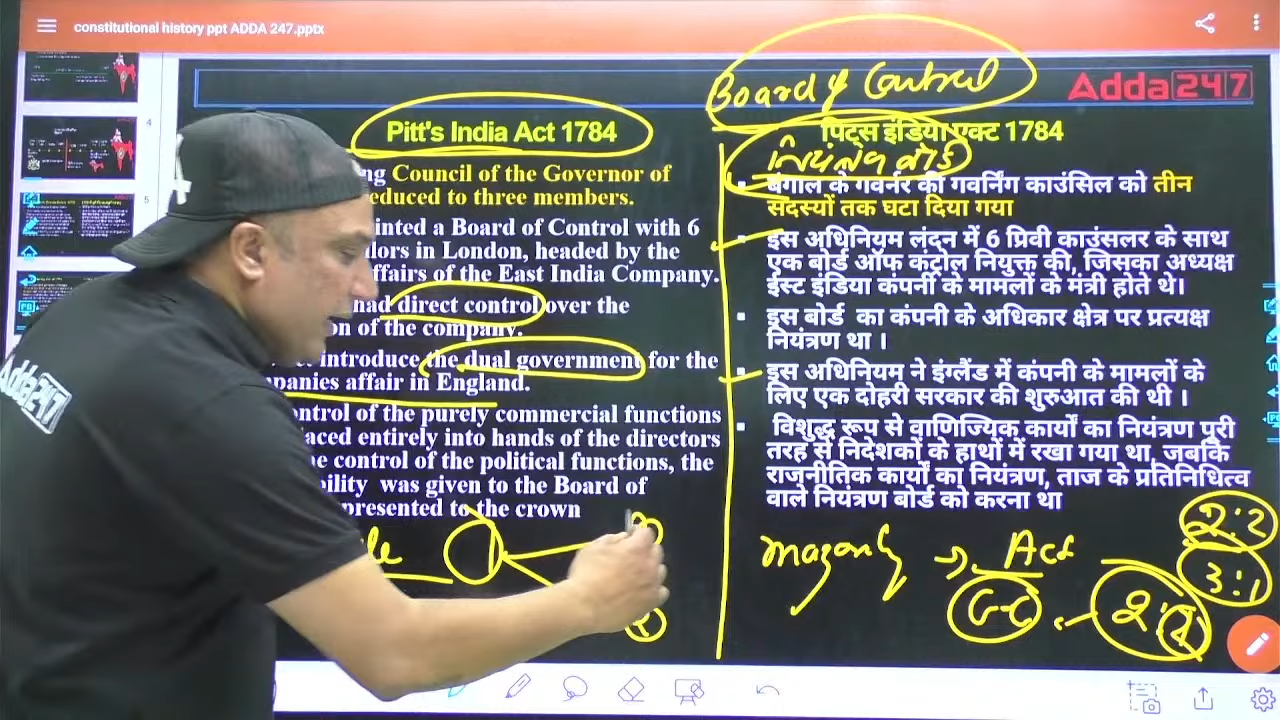 constitutional history ppt ADDA 247.pptx
4
5
Board of Control
Adda247
Pitt's India Act 1784
ng Council of the Governor of
educed to three members.
inted a Board of Control with 6
lors in London, headed by the
ffairs of the East India Company.
had direct control over the
on of the company.
introduce the dual government for the
panies affair in England.
ontrol of the purely commercial functions
laced entirely into hands of the directors
he control of the political functions, the
bility was given to the Board of
presented to the crown
पिट्स इंडिया एक्ट 1784
नियंत्रण बोर्ड
▪ बंगाल के गवर्नर की गवर्निंग काउंसिल को तीन
सदस्यों तक घटा दिया गया
▪ इस अधिनियम लंदन में 6 प्रिवी काउंसलर के साथ
एक बोर्ड ऑफ कंट्रोल नियुक्त की, जिसका अध्यक्ष
ईस्ट इंडिया कंपनी के मामलों के मंत्री होते थे।
▪ इस बोर्ड का कंपनी के अधिकार क्षेत्र पर प्रत्यक्ष
नियंत्रण था ।
▪ इस अधिनियम ने इंग्लैंड में कंपनी के मामलों के
लिए एक दोहरी सरकार की शुरुआत की थी ।
▪ विशुद्ध रूप से वाणिज्यिक कार्यों का नियंत्रण पूरी
तरह से निदेशकों के हाथों में रखा गया था, जबकि
राजनीतिक कार्यों का नियंत्रण, ताज के प्रतिनिधित्व
वाले नियंत्रण बोर्ड को करना था
Act
2:2
3:1
G-C
2:2
Adda247